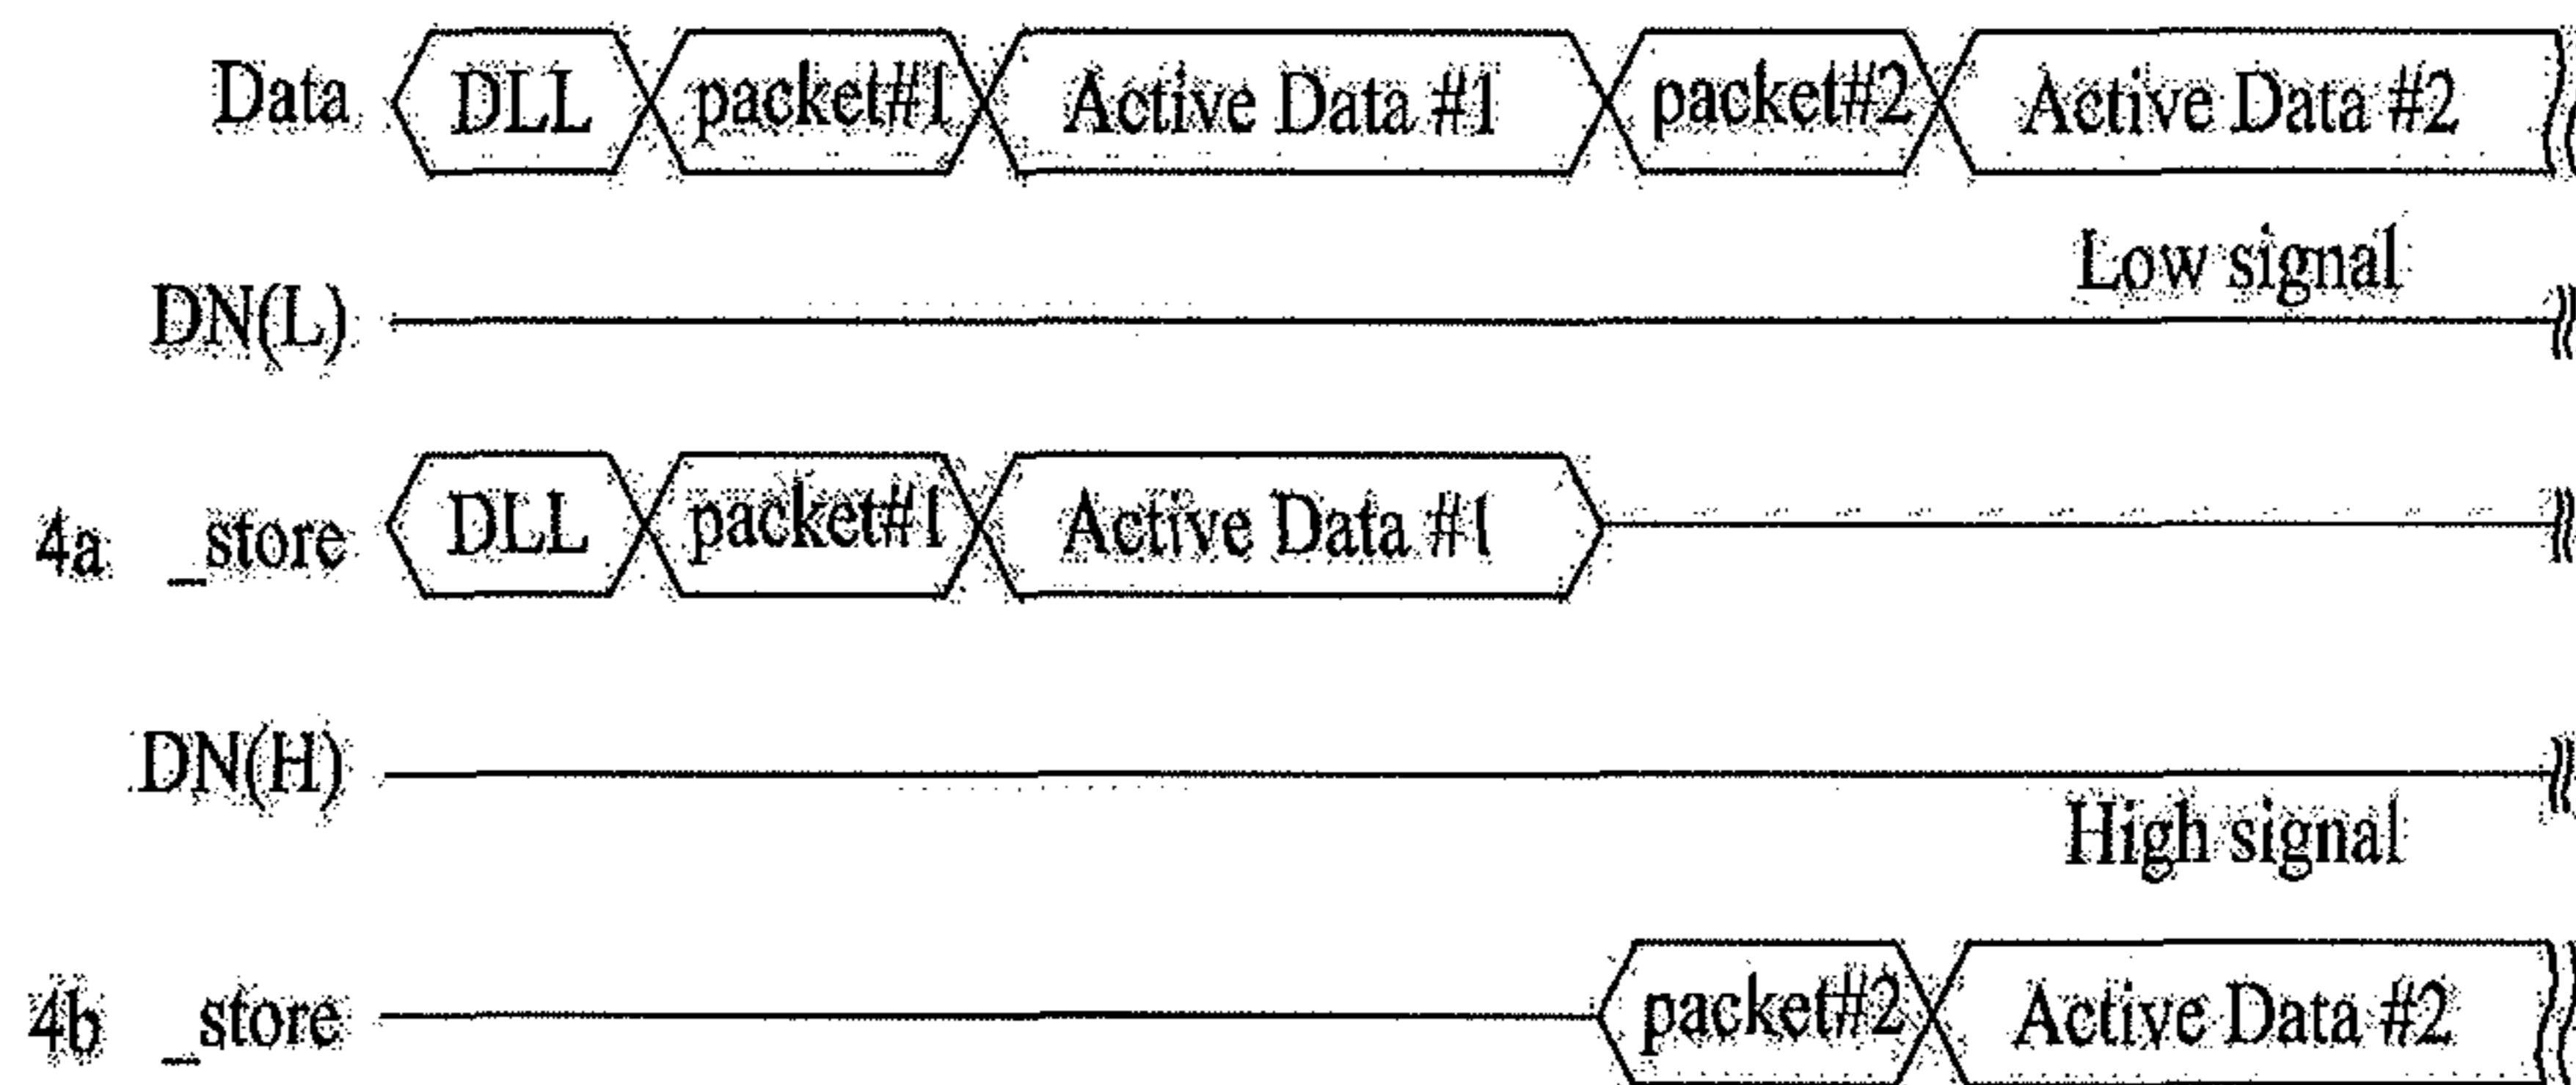 Data DLL packet#1 Active Data #1 packet#2 Active Data #2
Low signal
DN(L)
4a _store DLL packet#1 Active Data #1
DN(H)
High signal
4b _store packet#2 Active Data #2